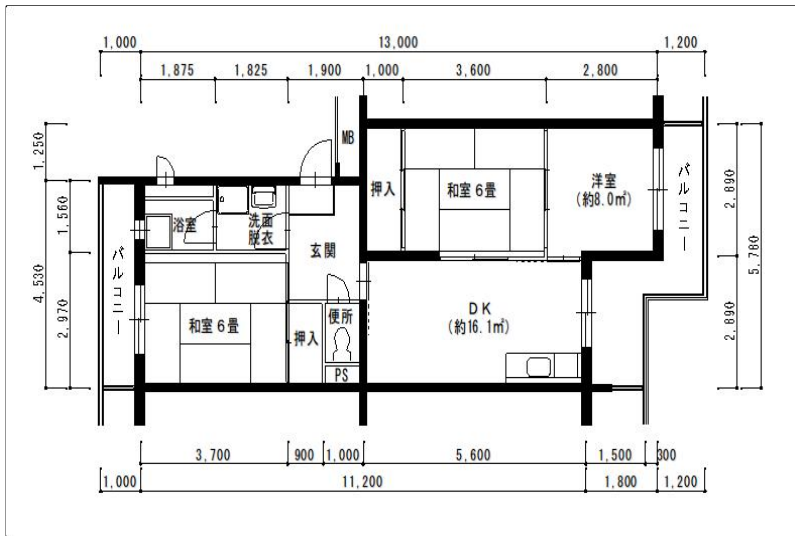 1,000
13,000
1,200
1,875
1,825
1,900
1,000
3,600
2,800
1,250
1,560
4,530
2,970
MB
押入
和室6畳
洋室
(約8.0㎡)
バルコニー
2,890
5,780
2,890
浴室
洗面
脱衣
玄関
バルコニー
和室6畳
押入
便所
PS
DK
(約16.1㎡)
3,700
900
1,000
5,600
1,500
300
1,000
11,200
1,800
1,200